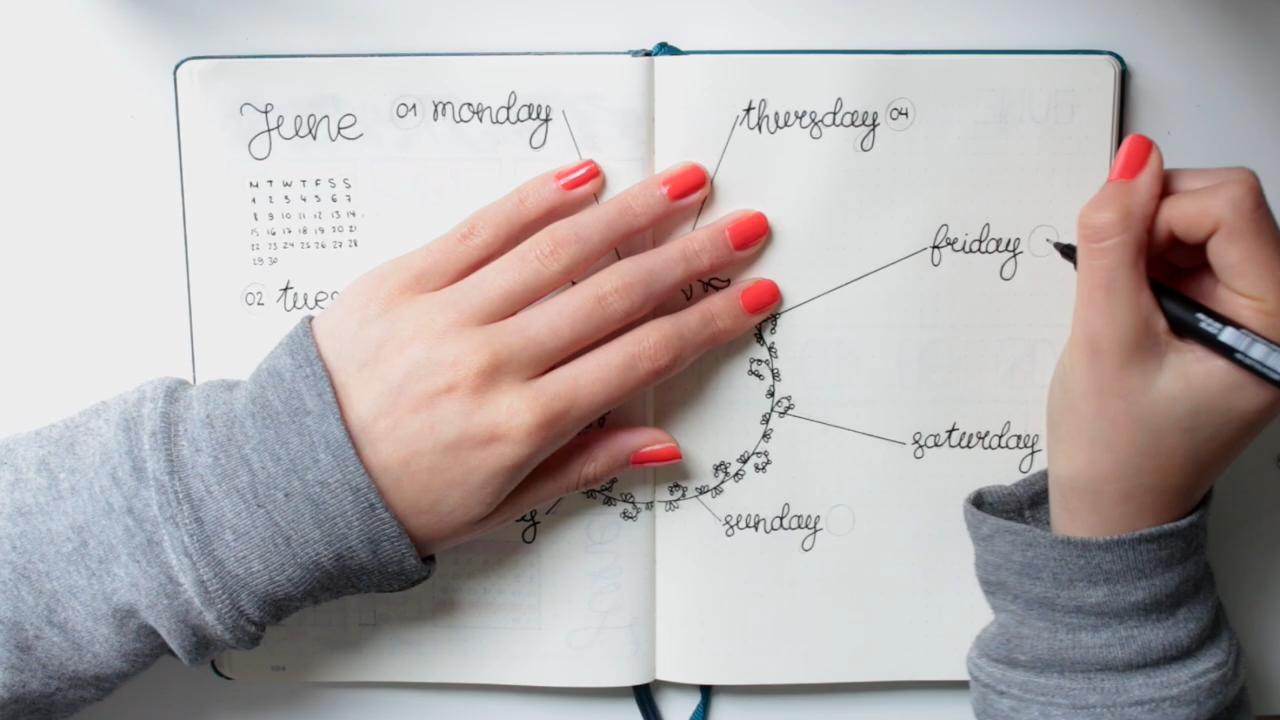 June
01 monday
M T W T F S S
1 2 3 4 5 6 7
8 9 10 11 12 13 14
15 16 17 18 19 20 21
22 23 24 25 26 27 28
29 30
02 tues
thursday 04
friday
saturday
sunday